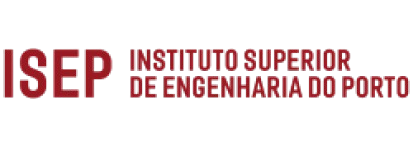 ISEP
INSTITUTO SUPERIOR
DE ENGENHARIA DO PORTO